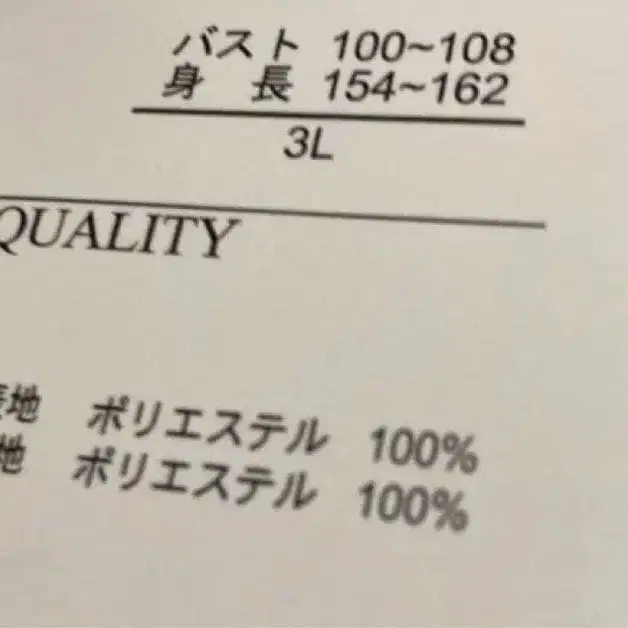 バスト 100~108
身 長 154~162
3L
QUALITY
表地 ポリエステル 100%
地 ポリエステル 100%